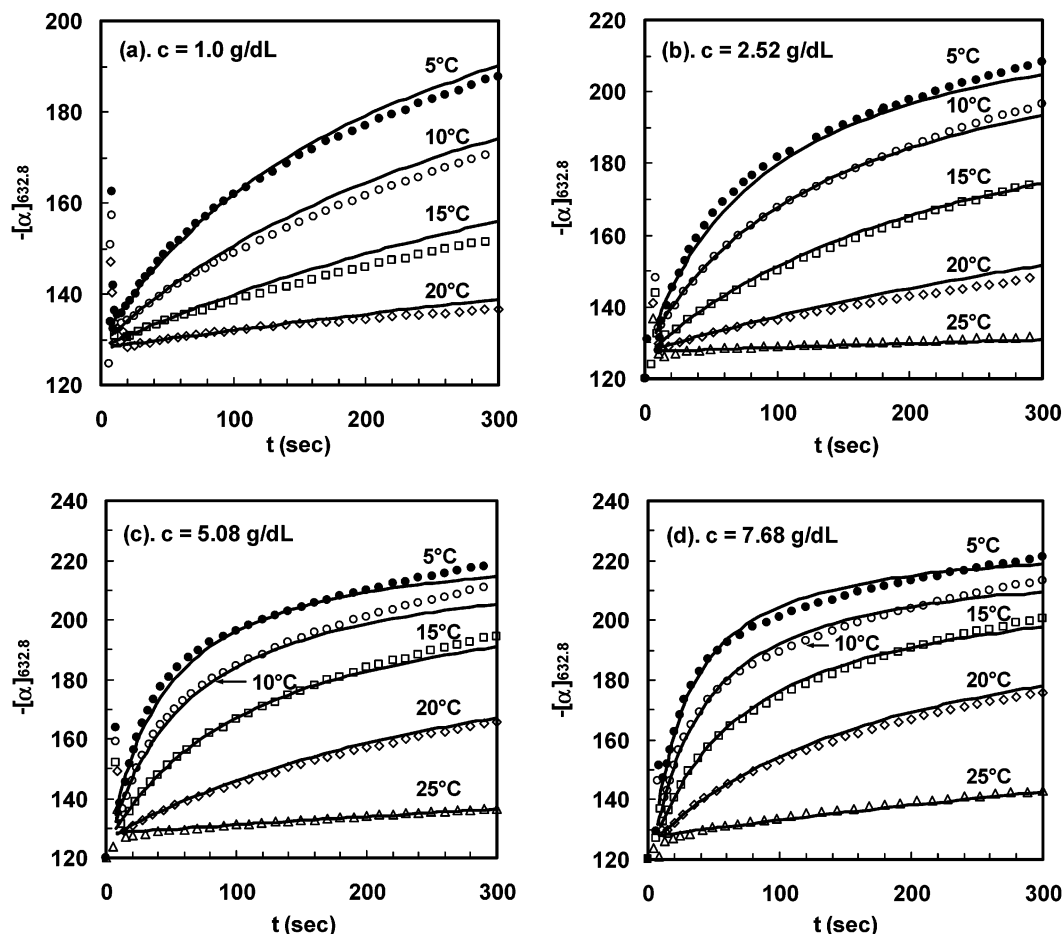 (a). c = 1.0 g/dL
5°C
10°C
15°C
20°C
200
180
160
140
120
0
100
200
300
-[α]632.8
t (sec)
(b). c = 2.52 g/dL
5°C
10°C
15°C
20°C
25°C
220
200
180
160
140
120
0
100
200
300
-[α]632.8
t (sec)
(c). c = 5.08 g/dL
5°C
15°C
10°C
20°C
25°C
240
220
200
180
160
140
120
0
100
200
300
-[α]632.8
t (sec)
(d). c = 7.68 g/dL
5°C
10°C
15°C
20°C
25°C
240
220
200
180
160
140
120
0
100
200
300
-[α]632.8
t (sec)